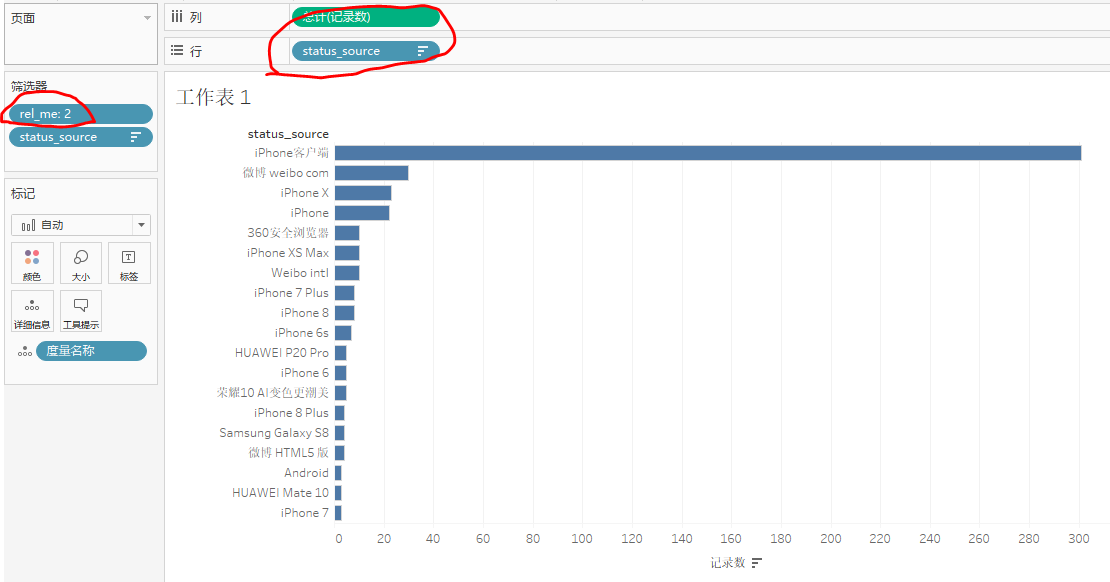 页面
列
总计(记录数)
行
status_source
筛选器
rel_me: 2
status_source
标记
自动
颜色
大小
标签
详细信息
工具提示
度量名称
工作表 1
status_source
iPhone客户端
微博 weibo com
iPhone X
iPhone
360安全浏览器
iPhone XS Max
Weibo intl
iPhone 7 Plus
iPhone 8
iPhone 6s
HUAWEI P20 Pro
iPhone 6
荣耀10 AI变色更潮美
iPhone 8 Plus
Samsung Galaxy S8
微博 HTML5 版
Android
HUAWEI Mate 10
iPhone 7
0 20 40 60 80 100 120 140 160 180 200 220 240 260 280 300
记录数